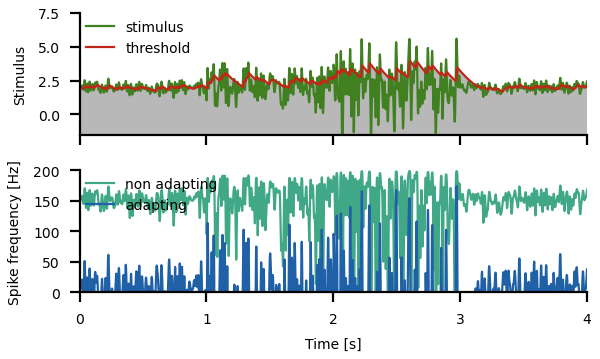 7.5
5.0
2.5
0.0
Stimulus
stimulus
threshold
200
150
100
50
0
Spike frequency [Hz]
non adapting
adapting
0 1 2 3 4
Time [s]